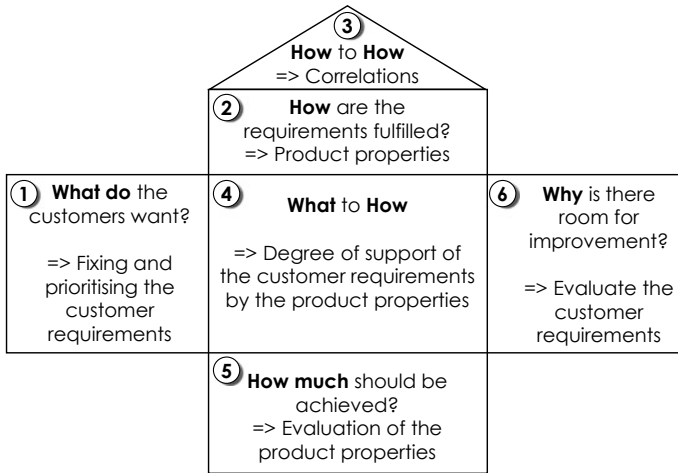 3
How to How
=> Correlations
2
How are the
requirements fulfilled?
=> Product properties
1
What do the
customers want?
=> Fixing and
prioritising the
customer
requirements
4
What to How
=> Degree of support of
the customer requirements
by the product properties
6
Why is there
room for
improvement?
=> Evaluate the
customer
requirements
5
How much should be
achieved?
=> Evaluation of the
product properties